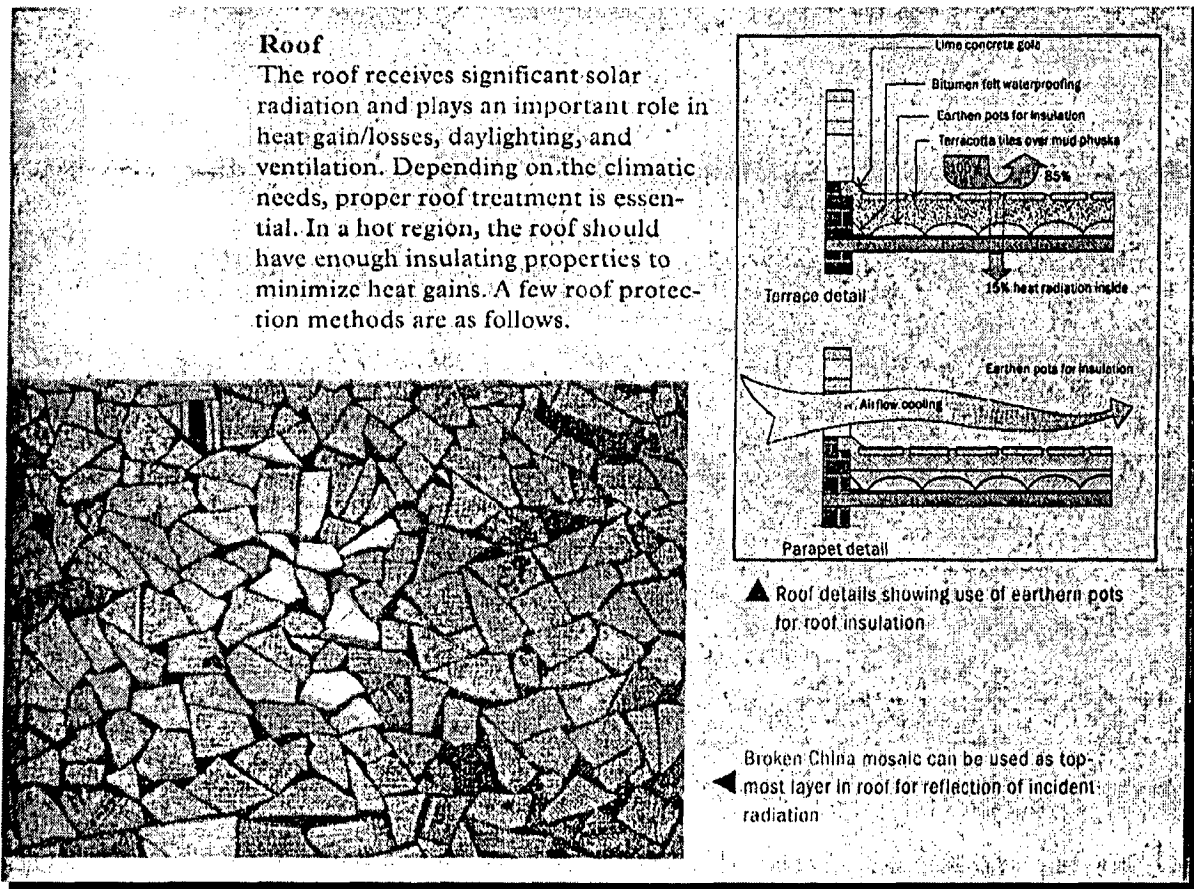 Roof
The roof receives significant solar
radiation and plays an important role in
heat gain/losses, daylighting, and
ventilation. Depending on the climatic
needs, proper roof treatment is essen-
tial. In a hot region, the roof should
have enough insulating properties to
minimize heat gains. A few roof protec-
tion methods are as follows.
Lime concrete gola
Bitumen felt waterproofing
Earthen pots for insulation
Terracotta tiles over mud phuska
85%
15% heat radiation inside
Terrace detail
Earthen pots for insulation
Airflow cooling
Parapet detail
▲ Roof details showing use of earthern pots
for roof insulation
Broken China mosaic can be used as top-
◀ most layer in roof for reflection of incident
radiation